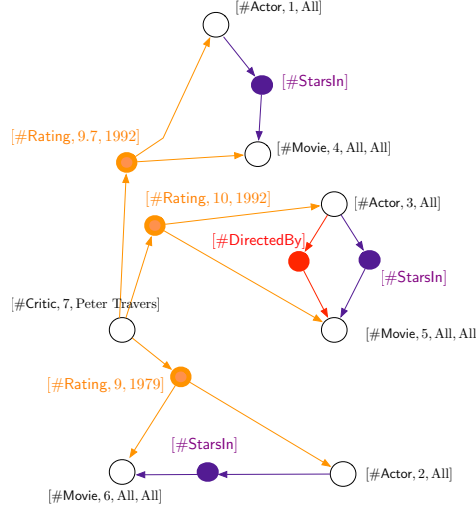 [#Actor, 1, All]
[#StarsIn]
[#Rating, 9.7, 1992]
[#Movie, 4, All, All]
[#Rating, 10, 1992]
[#Actor, 3, All]
[#DirectedBy]
[#StarsIn]
[#Critic, 7, Peter Travers]
[#Movie, 5, All, All]
[#Rating, 9, 1979]
[#StarsIn]
[#Actor, 2, All]
[#Movie, 6, All, All]